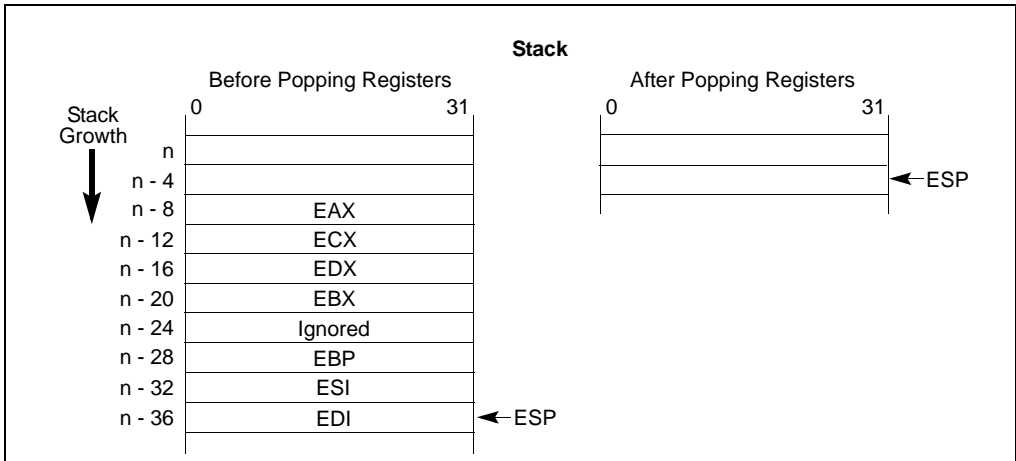 Stack
Before Popping Registers
After Popping Registers
0 31
0 31
Stack
Growth
n
n - 4
ESP
n - 8 EAX
n - 12 ECX
n - 16 EDX
n - 20 EBX
n - 24 Ignored
n - 28 EBP
n - 32 ESI
n - 36 EDI ESP